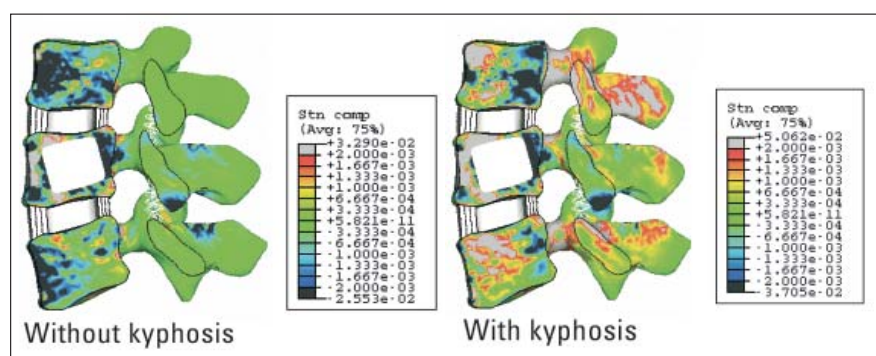 Stn comp
(Avg: 75%)
+3.290e-02
+2.000e-03
+1.667e-03
+1.333e-03
+1.000e-03
+6.667e-04
+3.333e-04
+5.821e-11
-3.333e-04
-6.667e-04
-1.000e-03
-1.333e-03
-1.667e-03
-2.000e-03
-2.553e-02
Without kyphosis
Stn comp
(Avg: 75%)
+5.062e-02
+2.000e-03
+1.667e-03
+1.333e-03
+1.000e-03
+6.667e-04
+3.333e-04
+5.821e-11
-3.333e-04
-6.667e-04
-1.000e-03
-1.333e-03
-1.667e-03
-2.000e-03
-3.705e-02
With kyphosis